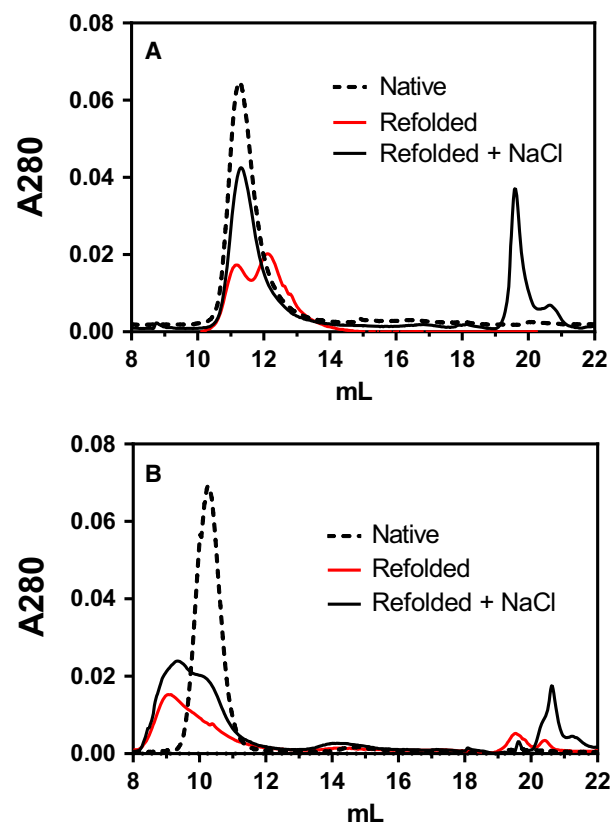 A
Native
Refolded
Refolded + NaCl
A280
0.08
0.06
0.04
0.02
0.00
8 10 12 14 16 18 20 22
mL
B
Native
Refolded
Refolded + NaCl
A280
0.08
0.06
0.04
0.02
0.00
8 10 12 14 16 18 20 22
mL